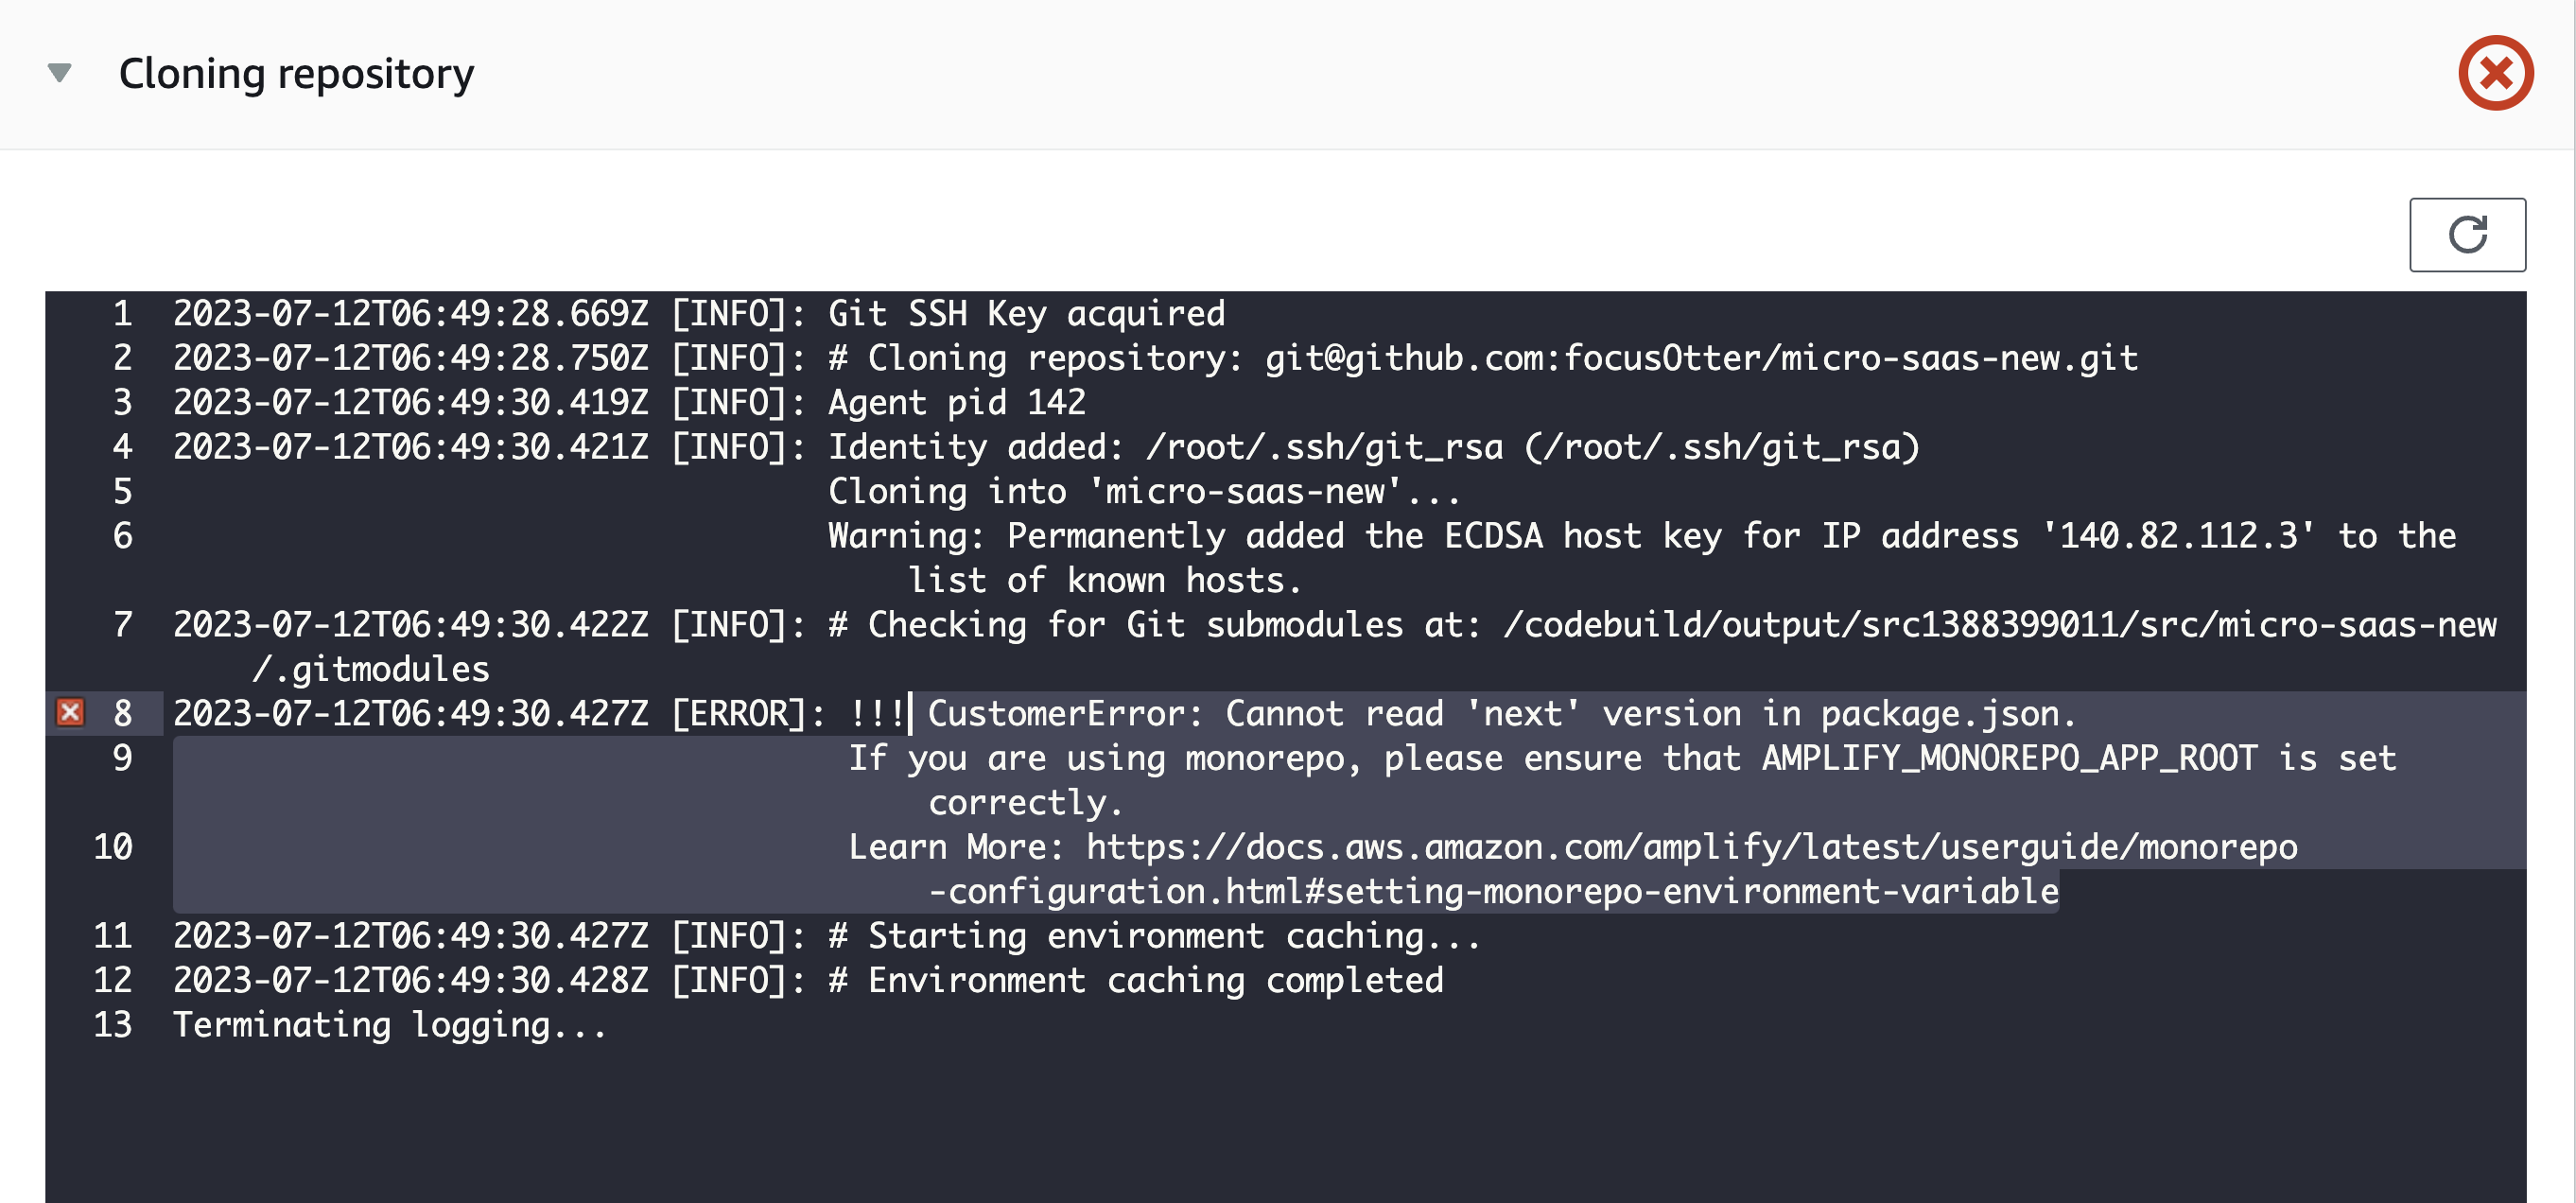 Cloning repository
1 2023-07-12T06:49:28.669Z [INFO]: Git SSH Key acquired
2 2023-07-12T06:49:28.750Z [INFO]: # Cloning repository: git@github.com:focusOtter/micro-saas-new.git
3 2023-07-12T06:49:30.419Z [INFO]: Agent pid 142
4 2023-07-12T06:49:30.421Z [INFO]: Identity added: /root/.ssh/git_rsa (/root/.ssh/git_rsa)
5 Cloning into 'micro-saas-new'...
6 Warning: Permanently added the ECDSA host key for IP address '140.82.112.3' to the
list of known hosts.
7 2023-07-12T06:49:30.422Z [INFO]: # Checking for Git submodules at: /codebuild/output/src1388399011/src/micro-saas-new
/.gitmodules
8 2023-07-12T06:49:30.427Z [ERROR]: !!! CustomerError: Cannot read 'next' version in package.json.
9 If you are using monorepo, please ensure that AMPLIFY_MONOREPO_APP_ROOT is set
correctly.
10 Learn More: https://docs.aws.amazon.com/amplify/latest/userguide/monorepo
-configuration.html#setting-monorepo-environment-variable
11 2023-07-12T06:49:30.427Z [INFO]: # Starting environment caching...
12 2023-07-12T06:49:30.428Z [INFO]: # Environment caching completed
13 Terminating logging...